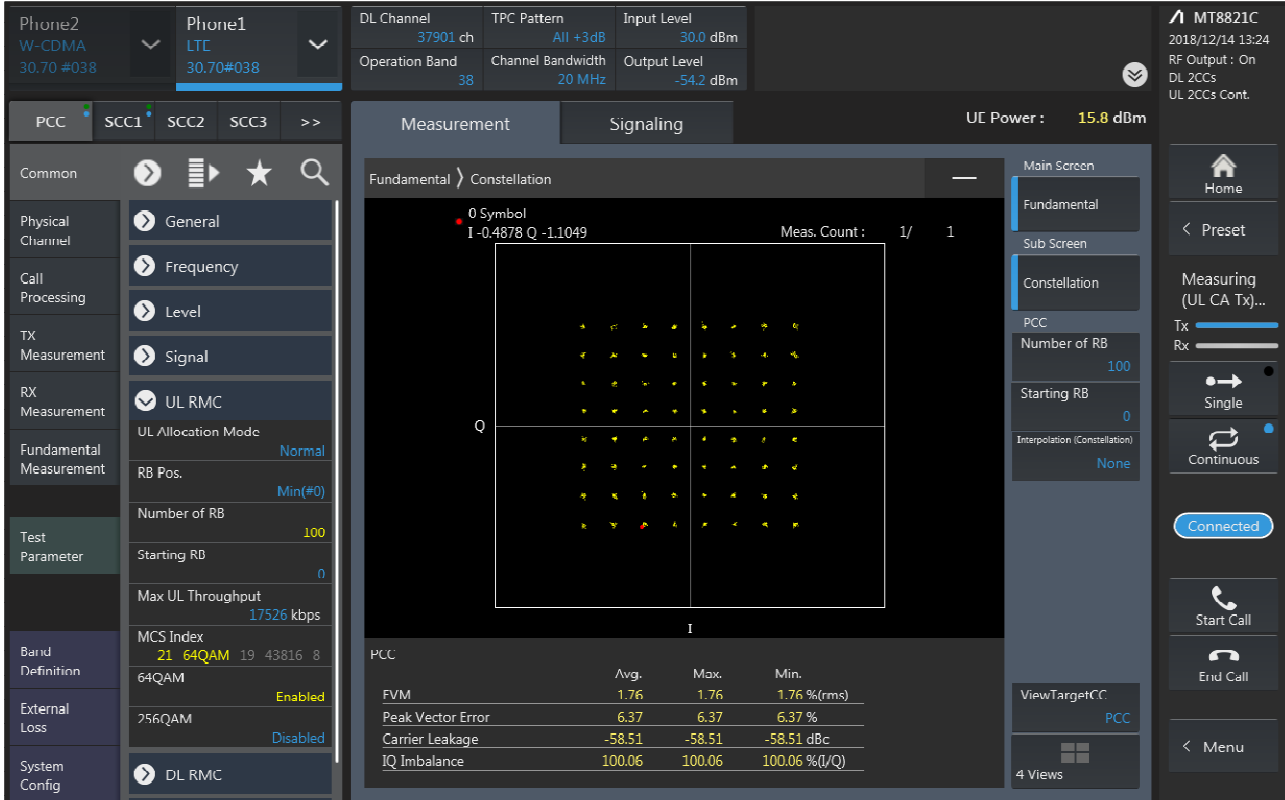 Phone2
W-CDMA
30.70 #038
Phone1
LTE
30.70#038
DL Channel
37901 ch
TPC Pattern
All +3dB
Input Level
30.0 dBm
Operation Band
38
Channel Bandwidth
20 MHz
Output Level
-54.2 dBm
MT8821C
2018/12/14 13:24
RF Output : On
DL 2CCs
UL 2CCs Cont.
PCC
SCC1
SCC2
SCC3
>>
Measurement
Signaling
UE Power : 15.8 dBm
Common
Physical
Channel
Call
Processing
TX
Measurement
RX
Measurement
Fundamental
Measurement
Test
Parameter
Band
Definition
External
Loss
System
Config
General
Frequency
Level
Signal
UL RMC
UL Allocation Mode
Normal
RB Pos.
Min(#0)
Number of RB
100
Starting RB
0
Max UL Throughput
17526 kbps
MCS Index
21 64QAM 19 43816 8
64QAM
Enabled
256QAM
Disabled
DL RMC
Fundamental 〉 Constellation
0 Symbol
I -0.4878 Q -1.1049
Meas. Count : 1/ 1
Q
I
PCC
Avg. Max. Min.
EVM 1.76 1.76 1.76 %(rms)
Peak Vector Error 6.37 6.37 6.37 %
Carrier Leakage -58.51 -58.51 -58.51 dBc
IQ Imbalance 100.06 100.06 100.06 %(I/Q)
Main Screen
Fundamental
Sub Screen
Constellation
PCC
Number of RB
100
Starting RB
0
Interpolation (Constellation)
None
ViewTargetCC
PCC
4 Views
Home
< Preset
Measuring
(UL CA Tx)...
Tx
Rx
Single
Continuous
Connected
Start Call
End Call
< Menu